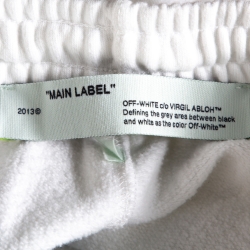 "MAIN LABEL"
2013©
OFF-WHITE c/o VIRGIL ABLOH™
Defining the grey area between black
and white as the color Off-White™